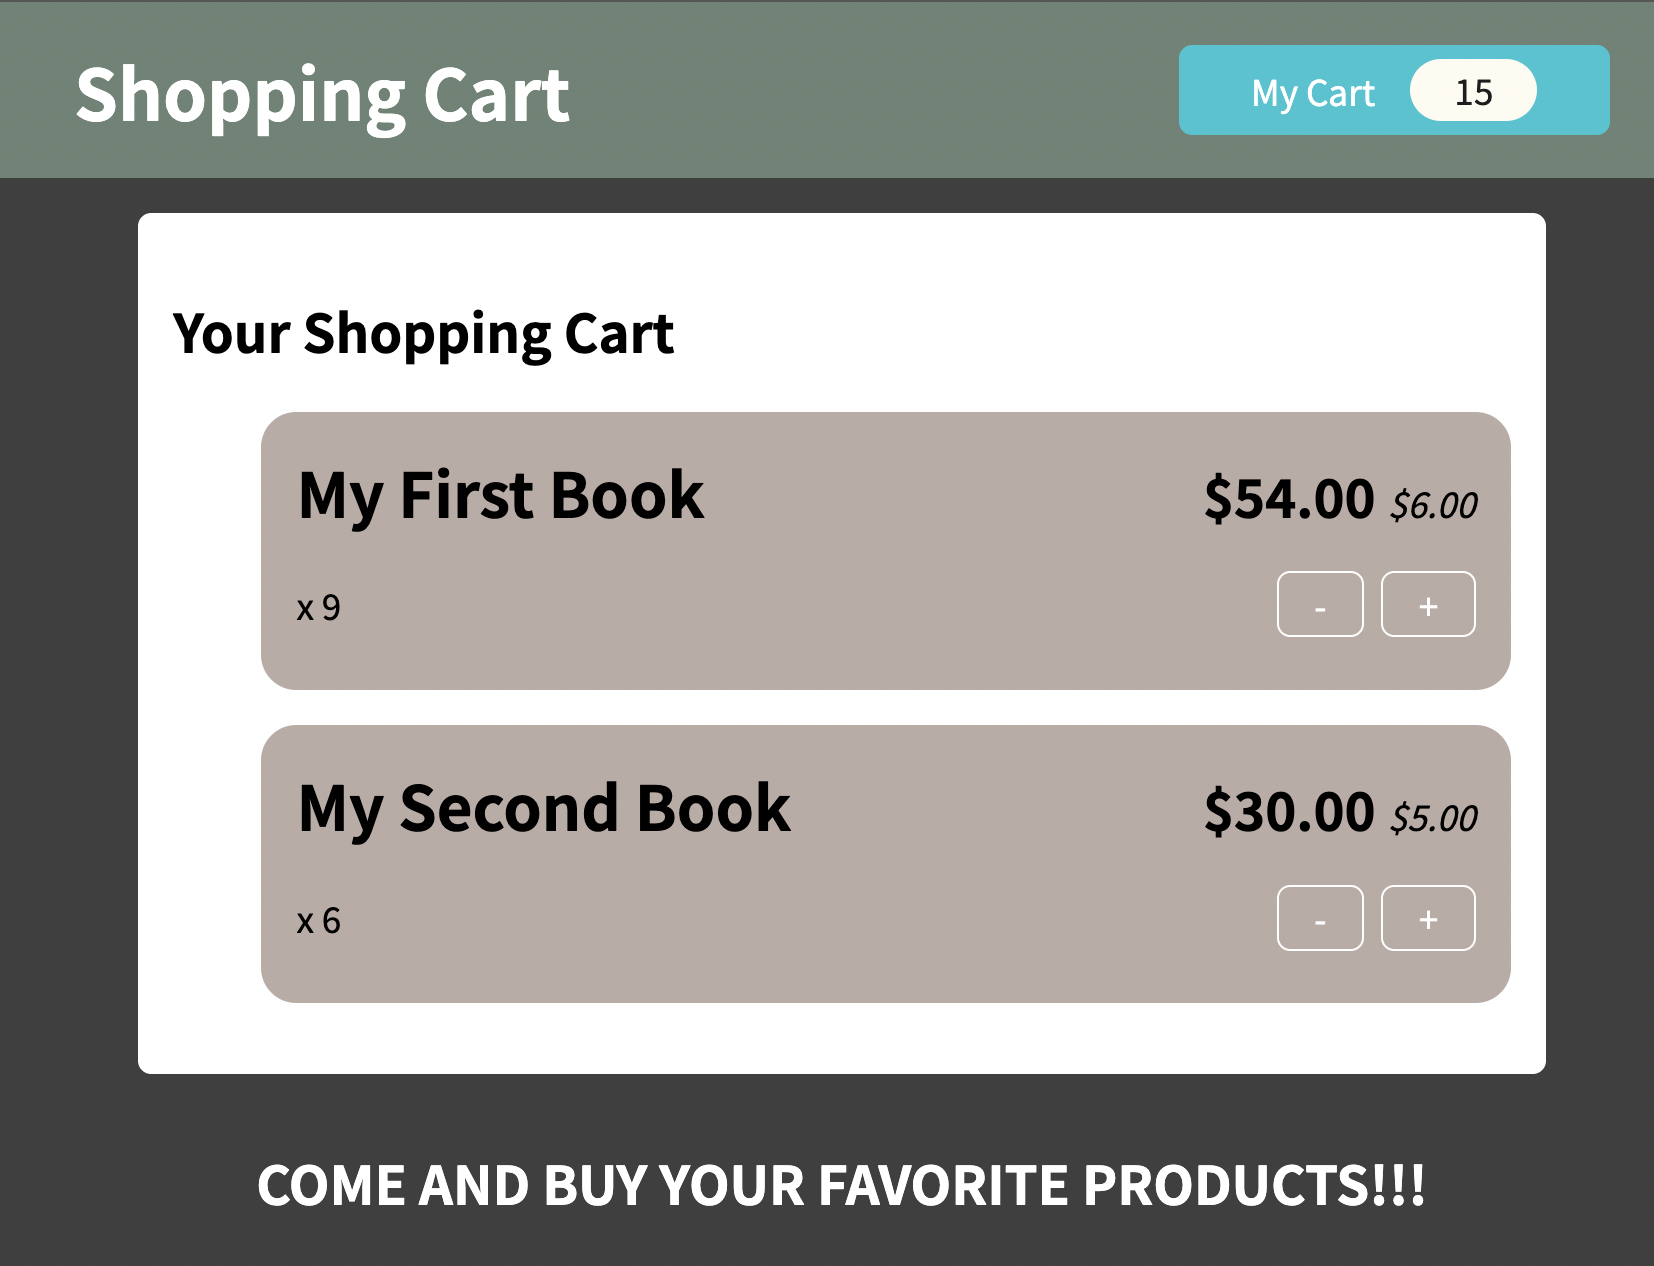 Shopping Cart
My Cart 15
Your Shopping Cart
My First Book
$54.00 $6.00
x 9
- +
My Second Book
$30.00 $5.00
x 6
- +
COME AND BUY YOUR FAVORITE PRODUCTS!!!